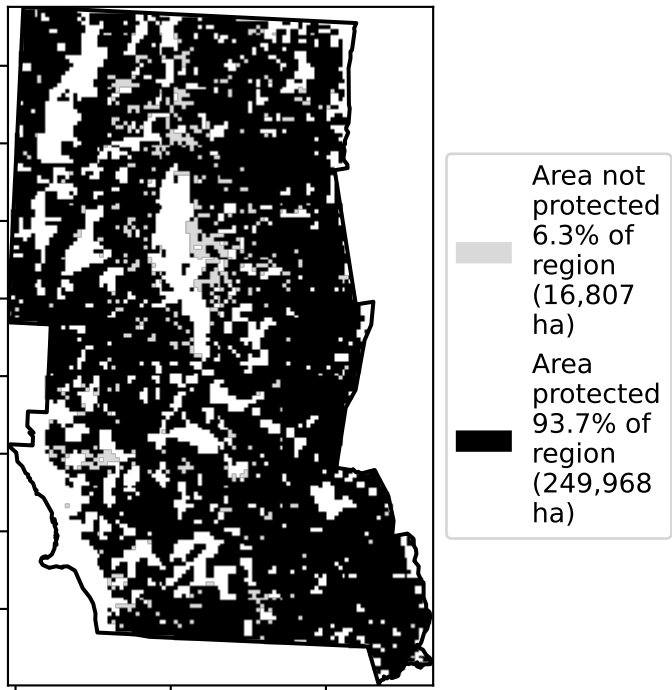 Area not
protected
6.3% of
region
(16,807
ha)
Area
protected
93.7% of
region
(249,968
ha)